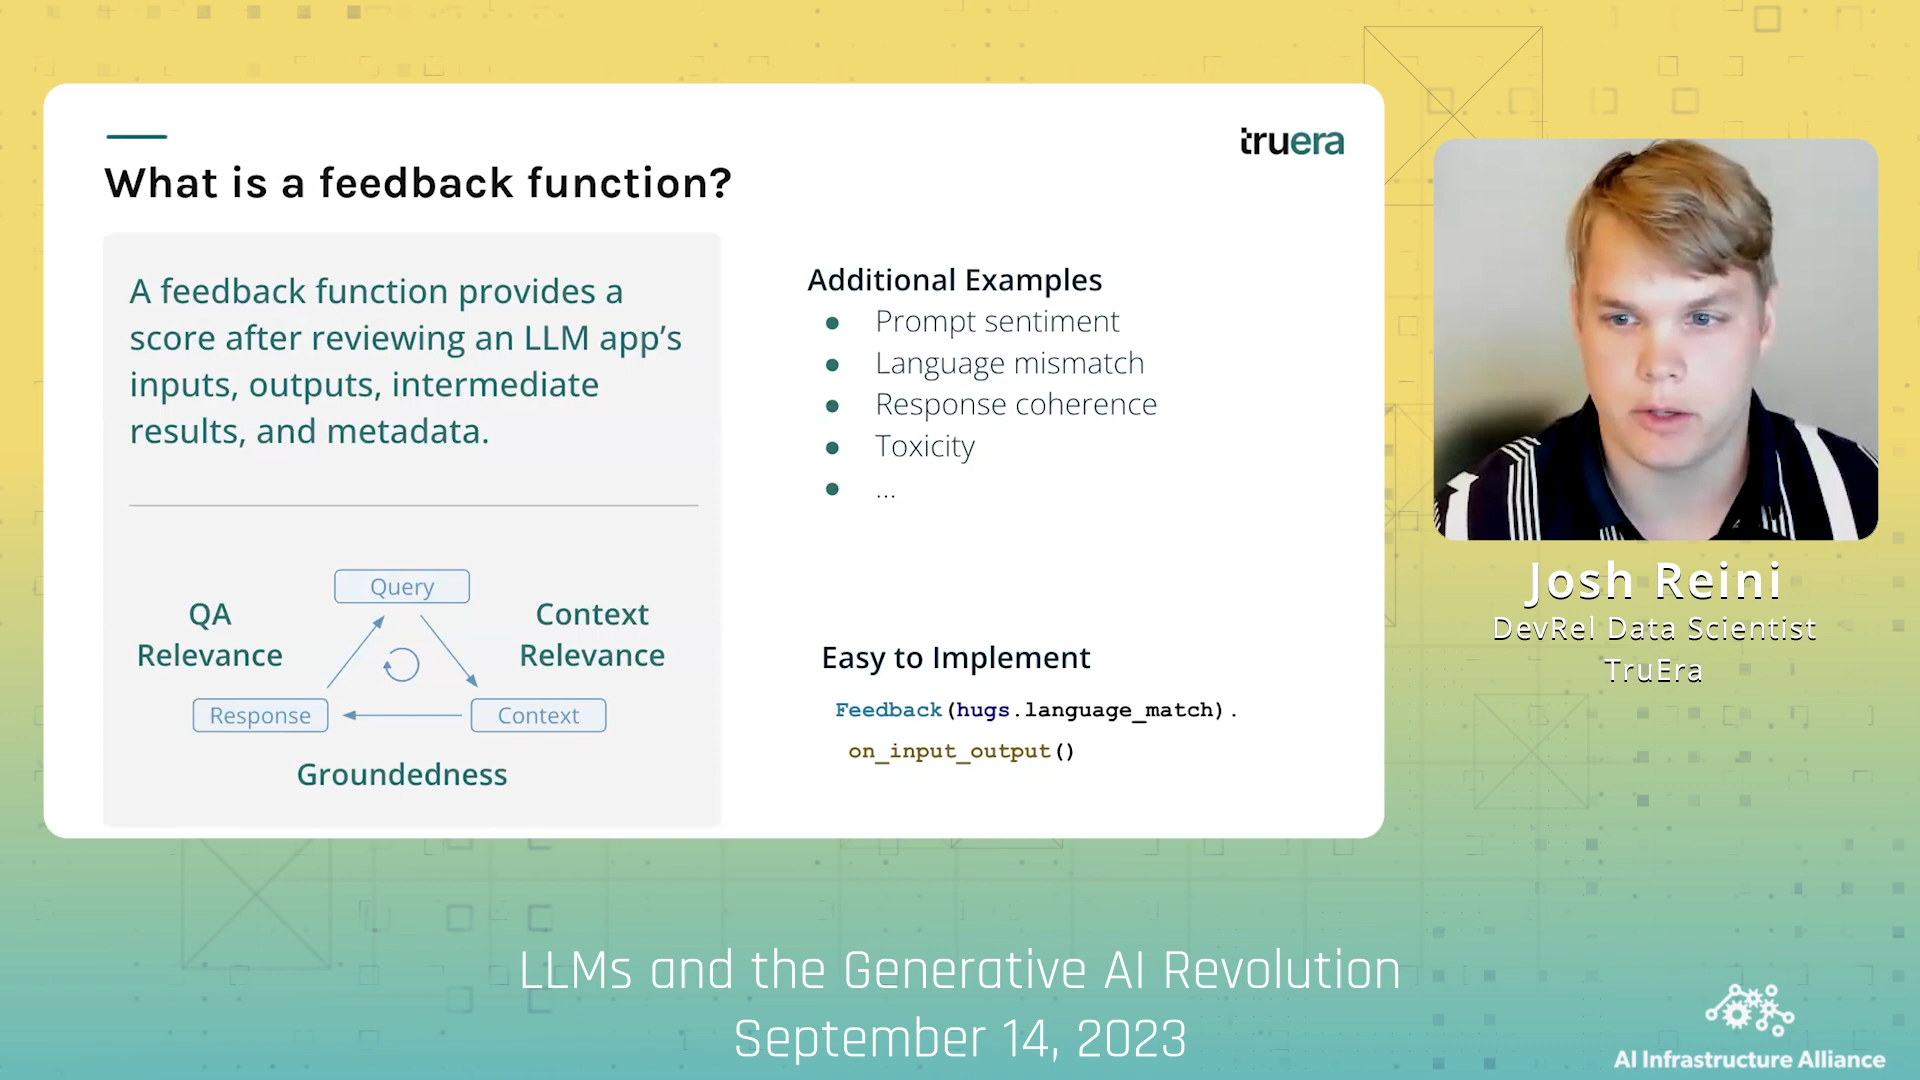 truera
What is a feedback function?
A feedback function provides a
score after reviewing an LLM app’s
inputs, outputs, intermediate
results, and metadata.
Query
QA
Relevance
Context
Relevance
Response
Context
Groundedness
Additional Examples
● Prompt sentiment
● Language mismatch
● Response coherence
● Toxicity
● ...
Easy to Implement
Feedback(hugs.language_match).
on_input_output()
Josh Reini
DevRel Data Scientist
TruEra
LLMs and the Generative AI Revolution
September 14, 2023
AI Infrastructure Alliance